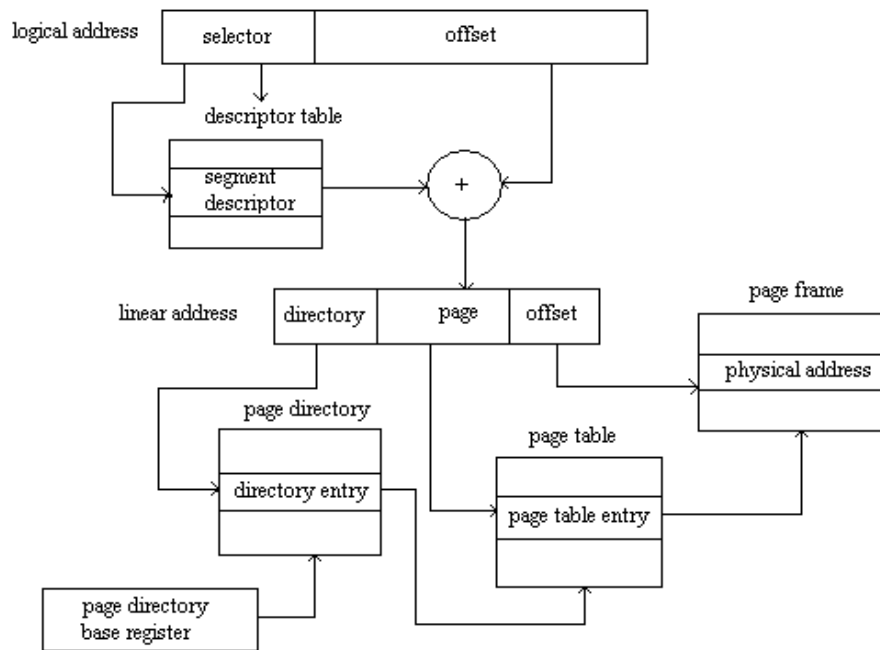 logical address
selector
offset
descriptor table
segment
descriptor
+
linear address
directory
page
offset
page frame
physical address
page directory
directory entry
page table
page table entry
page directory
base register